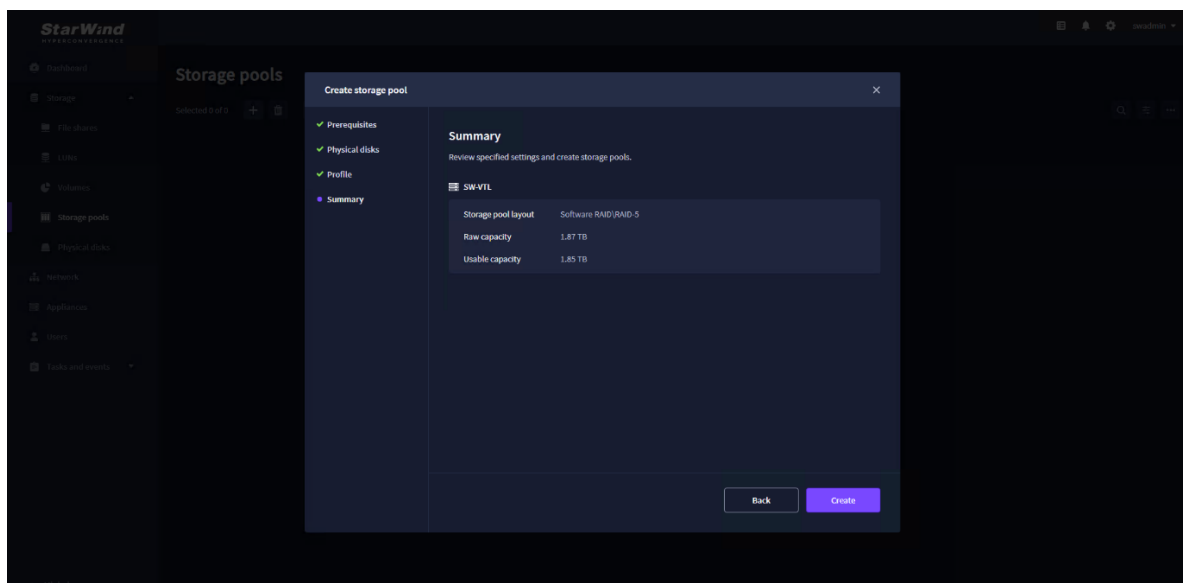 StarWind
HYPERCONVERGENCE
swadmin
Dashboard
Storage
File shares
LUNs
Volumes
Storage pools
Physical disks
Network
Appliances
Users
Tasks and events
Storage pools
Selected 0 of 0
Create storage pool
Prerequisites
Physical disks
Profile
Summary
Summary
Review specified settings and create storage pools.
SW-VTL
Storage pool layout Software RAID\RAID-5
Raw capacity 1.87 TB
Usable capacity 1.85 TB
Back Create